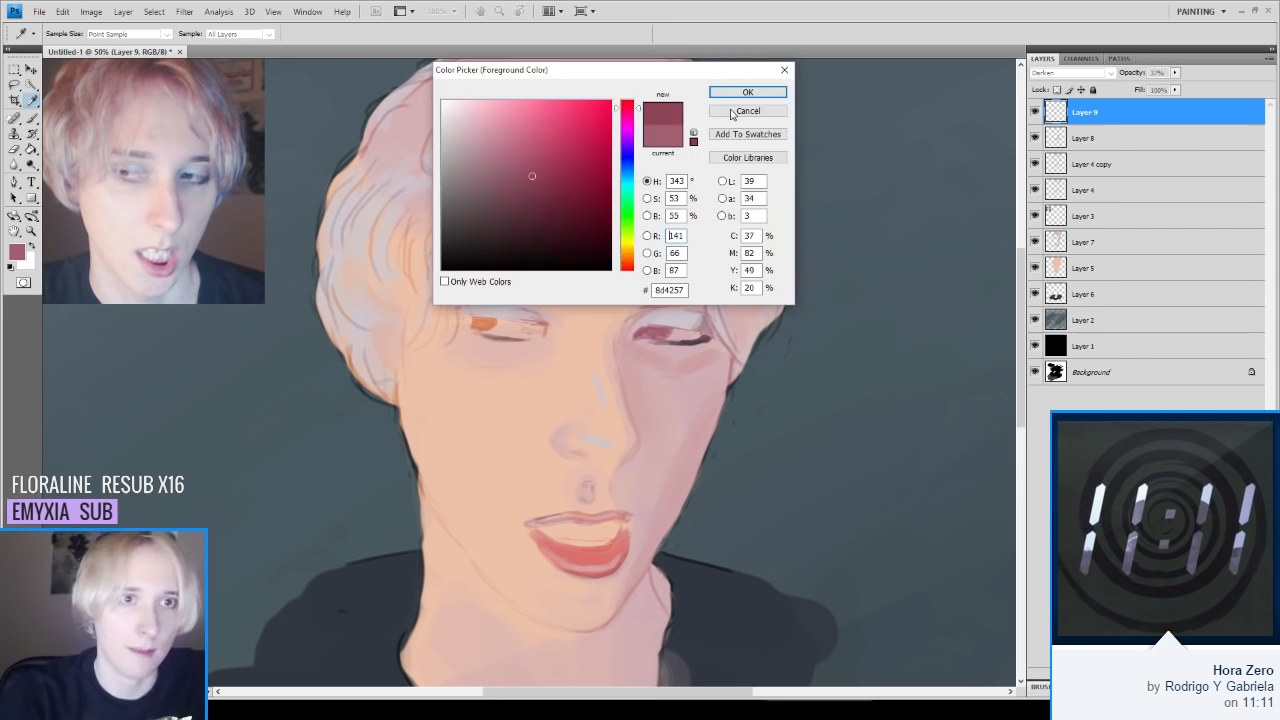 Ps File Edit Image Layer Select Filter Analysis 3D View Window Help 100% PAINTING
Sample Size: Point Sample Sample: All Layers
Untitled-1 @ 50% (Layer 9, RGB/8) *
Color Picker (Foreground Color)
new
current
OK
Cancel
Add To Swatches
Color Libraries
H: 343 °
S: 53 %
B: 55 %
R: 141
G: 66
B: 87
# 8d4257
L: 39
a: 34
b: 3
C: 37 %
M: 82 %
Y: 49 %
K: 20 %
Only Web Colors
LAYERS CHANNELS PATHS
Darken Opacity: 37%
Lock: Fill: 100%
Layer 9
Layer 8
Layer 4 copy
Layer 4
Layer 3
Layer 7
Layer 5
Layer 6
Layer 2
Layer 1
Background
FLORALINE RESUB X16
EMYXIA SUB
11:11
Hora Zero
by Rodrigo Y Gabriela
on 11:11